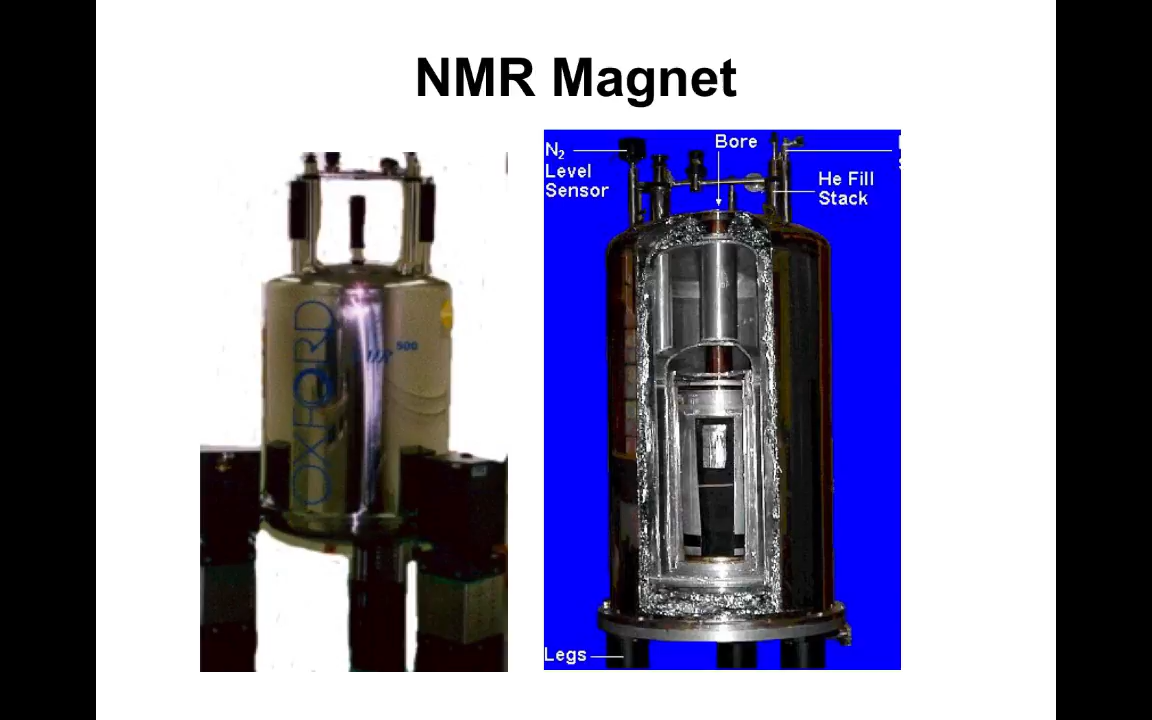 NMR Magnet
OXFORD
500
N₂
Level
Sensor
Bore
He Fill
Stack
Legs